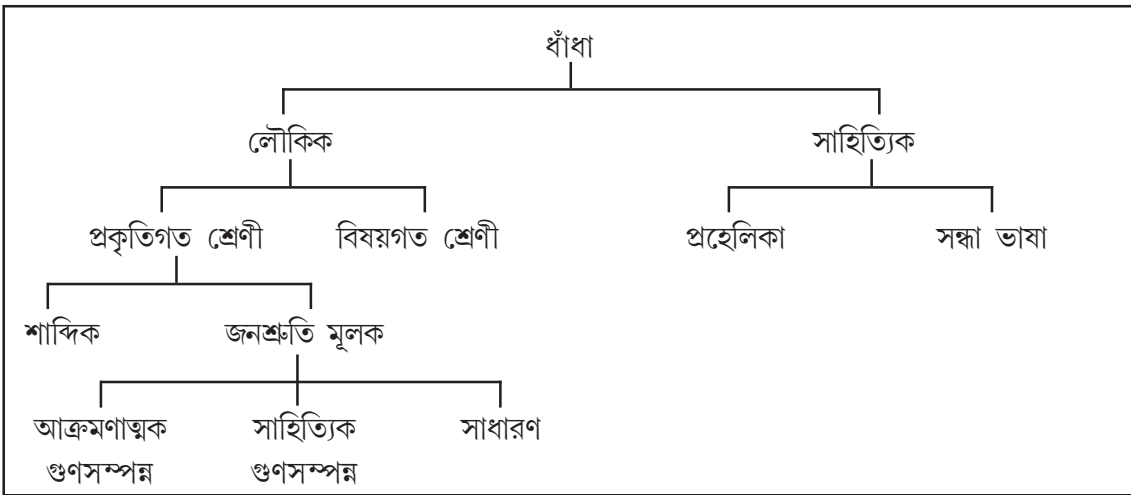 ধাঁধা
লৌকিক সাহিত্যিক
প্রকৃতিগত শ্রেণী বিষয়গত শ্রেণী প্রহেলিকা সন্ধা ভাষা
শাব্দিক জনশ্রুতি মূলক
আক্রমণাত্মক সাহিত্যিক সাধারণ
গুণসম্পন্ন গুণসম্পন্ন